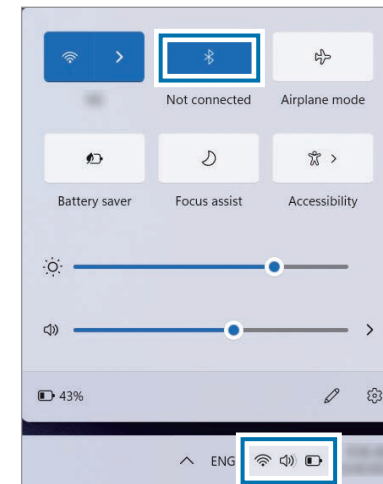 Not connected
Airplane mode
Battery saver
Focus assist
Accessibility
43%
ENG